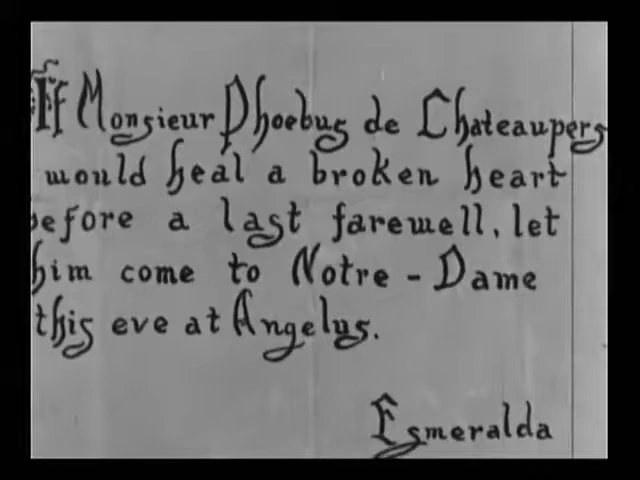 If Monsieur Phoebus de Chateaupers
would heal a broken heart
before a last farewell, let
him come to Notre-Dame
this eve at Angelus.
Esmeralda